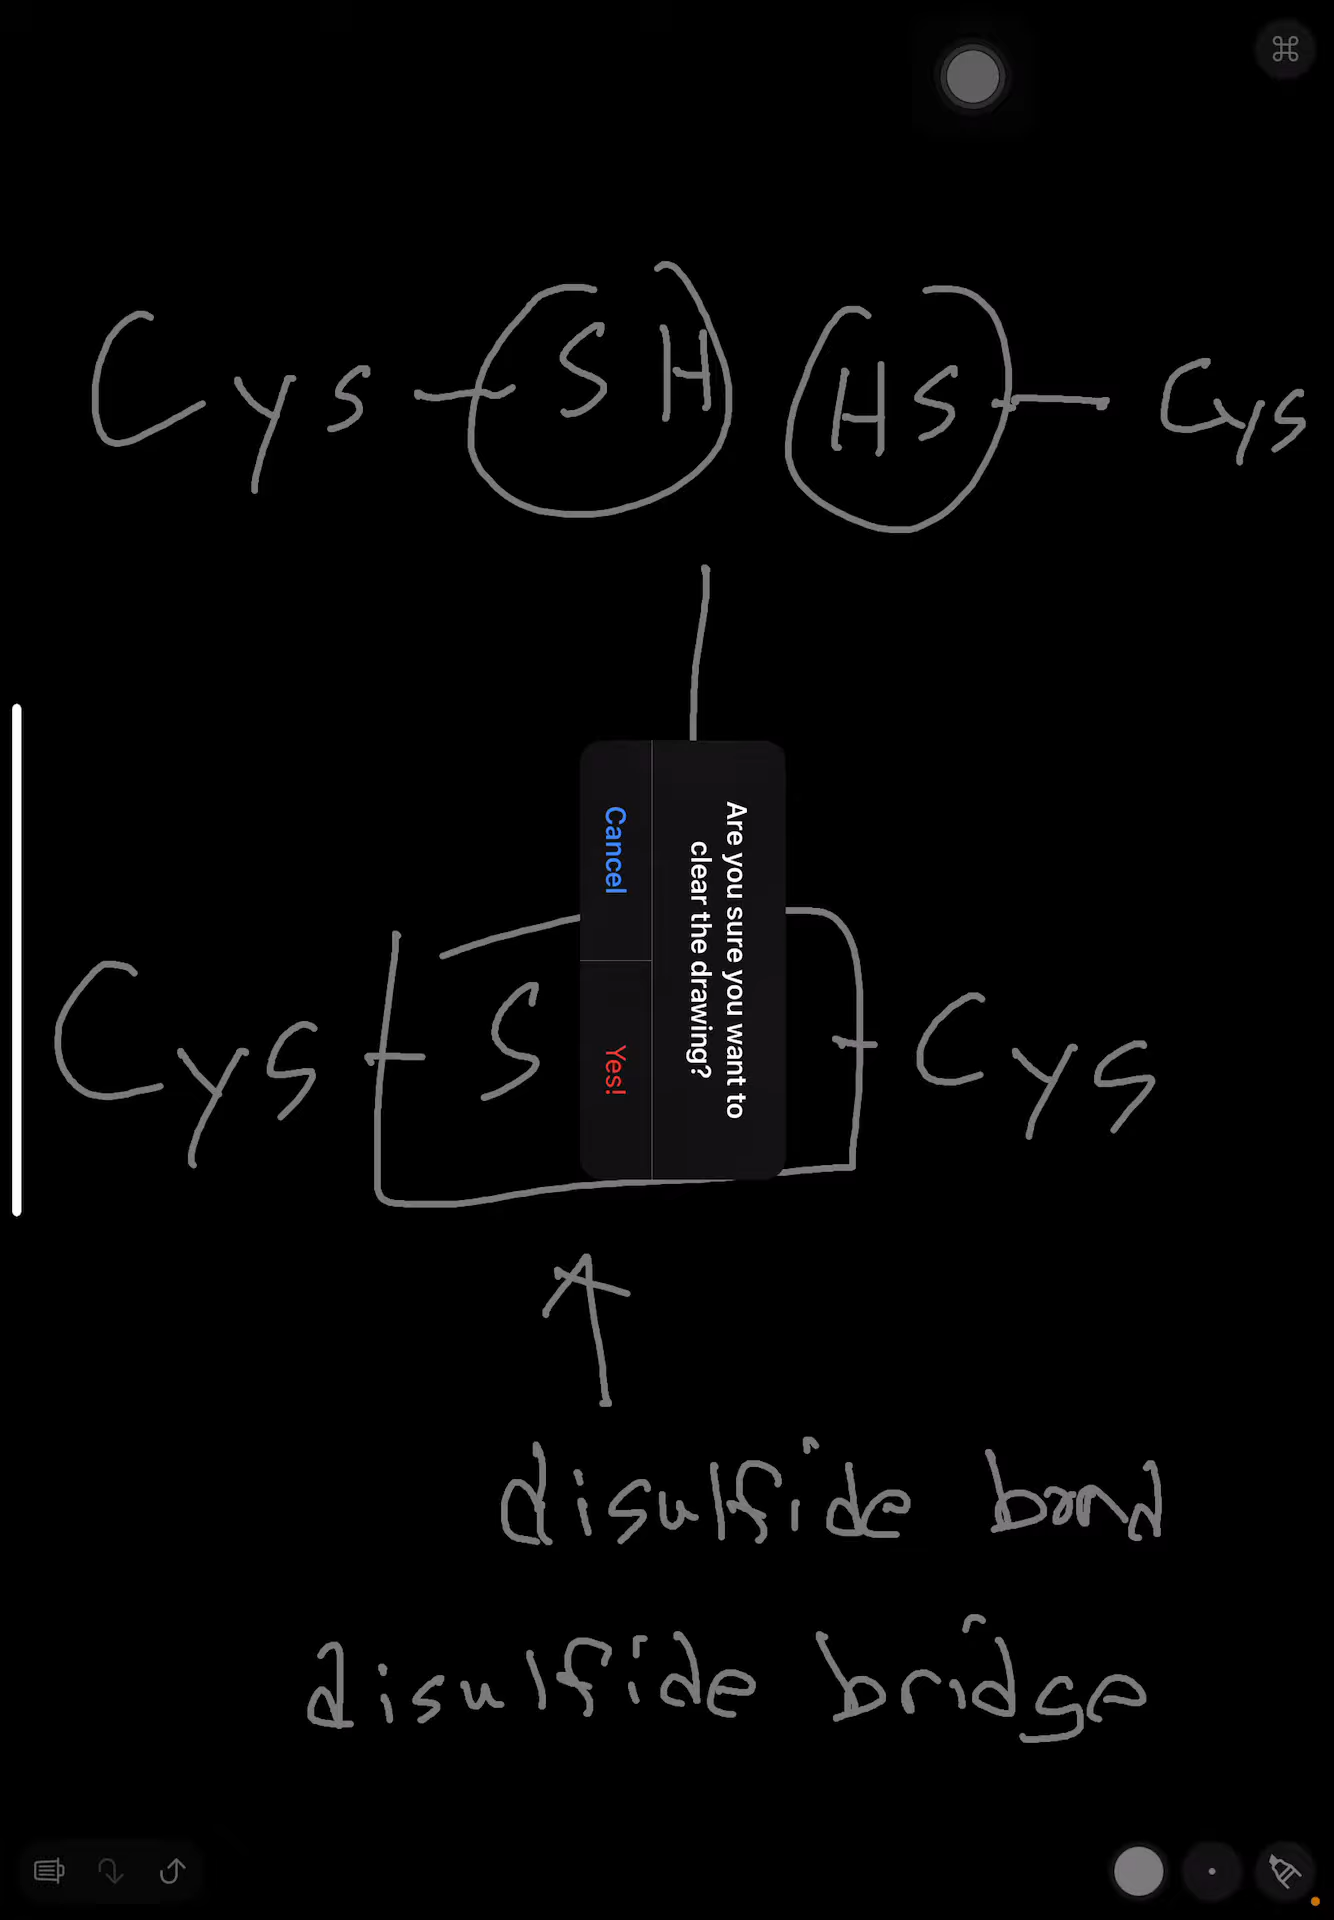 Cys - SH HS - Cys
Are you sure you want to
clear the drawing?
Cancel
Yes!
Cys - S - Cys
disulfide bond
disulfide bridge